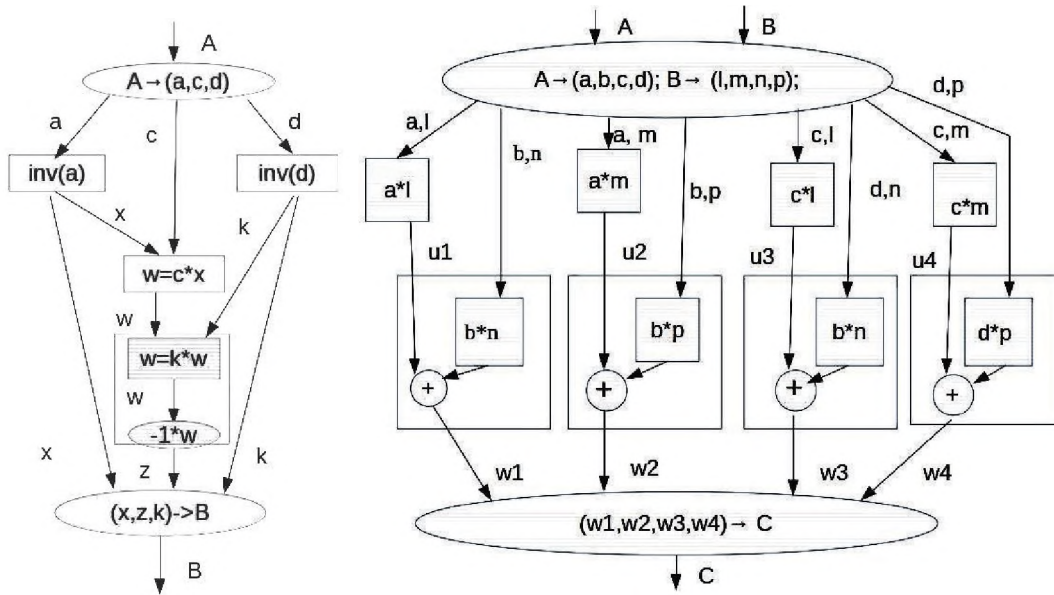 A
A→(a,c,d)
a
c
d
inv(a)
inv(d)
x
k
w=c*x
w
w=k*w
w
-1*w
x
z
k
(x,z,k)->B
B
A
B
A→(a,b,c,d); B→ (l,m,n,p);
a,l
b,n
a, m
b,p
c,l
d,n
c,m
d,p
a*l
a*m
c*l
c*m
u1
u2
u3
u4
b*n
b*p
b*n
d*p
+
+
+
+
w1
w2
w3
w4
(w1,w2,w3,w4)→ C
C